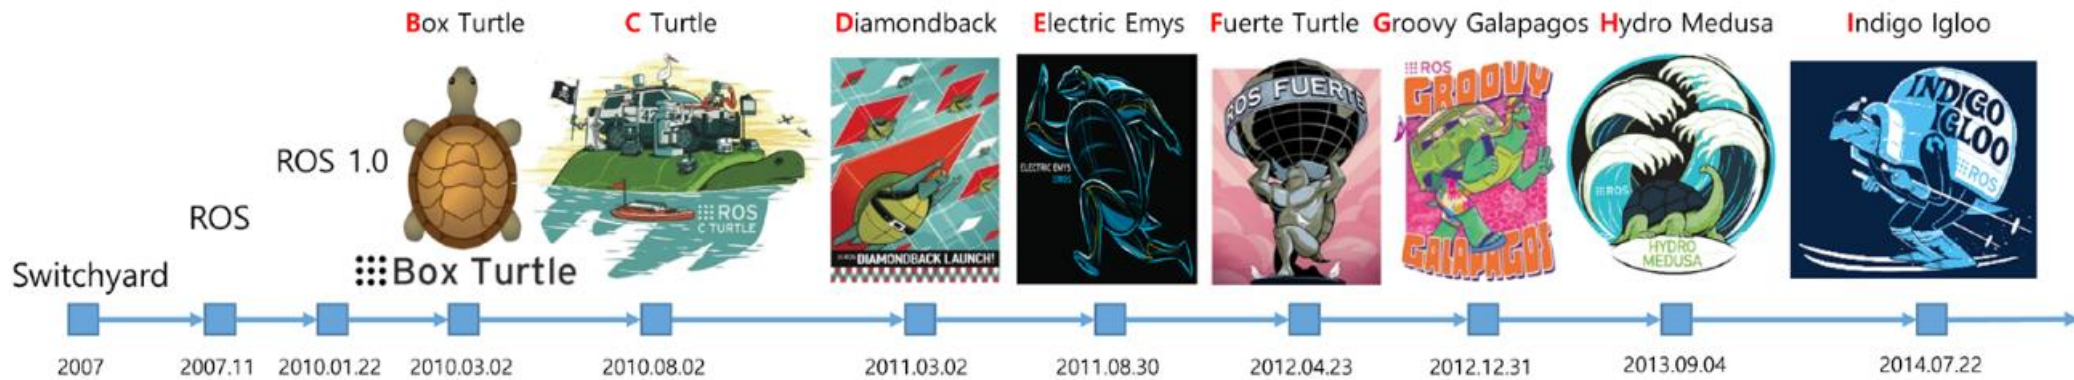 Box Turtle
C Turtle
Diamondback
Electric Emys
Fuerte Turtle
Groovy Galapagos
Hydro Medusa
Indigo Igloo
Switchyard
ROS
ROS 1.0
Box Turtle
ROS
C TURTLE
ROS DIAMONDBACK LAUNCH!
ELECTRIC EMYS
ROS
ROS FUERTE
ROS
GROOVY
GALAPAGOS
ROS
HYDRO
MEDUSA
INDIGO
IGLOO
ROS
2007
2007.11
2010.01.22
2010.03.02
2010.08.02
2011.03.02
2011.08.30
2012.04.23
2012.12.31
2013.09.04
2014.07.22